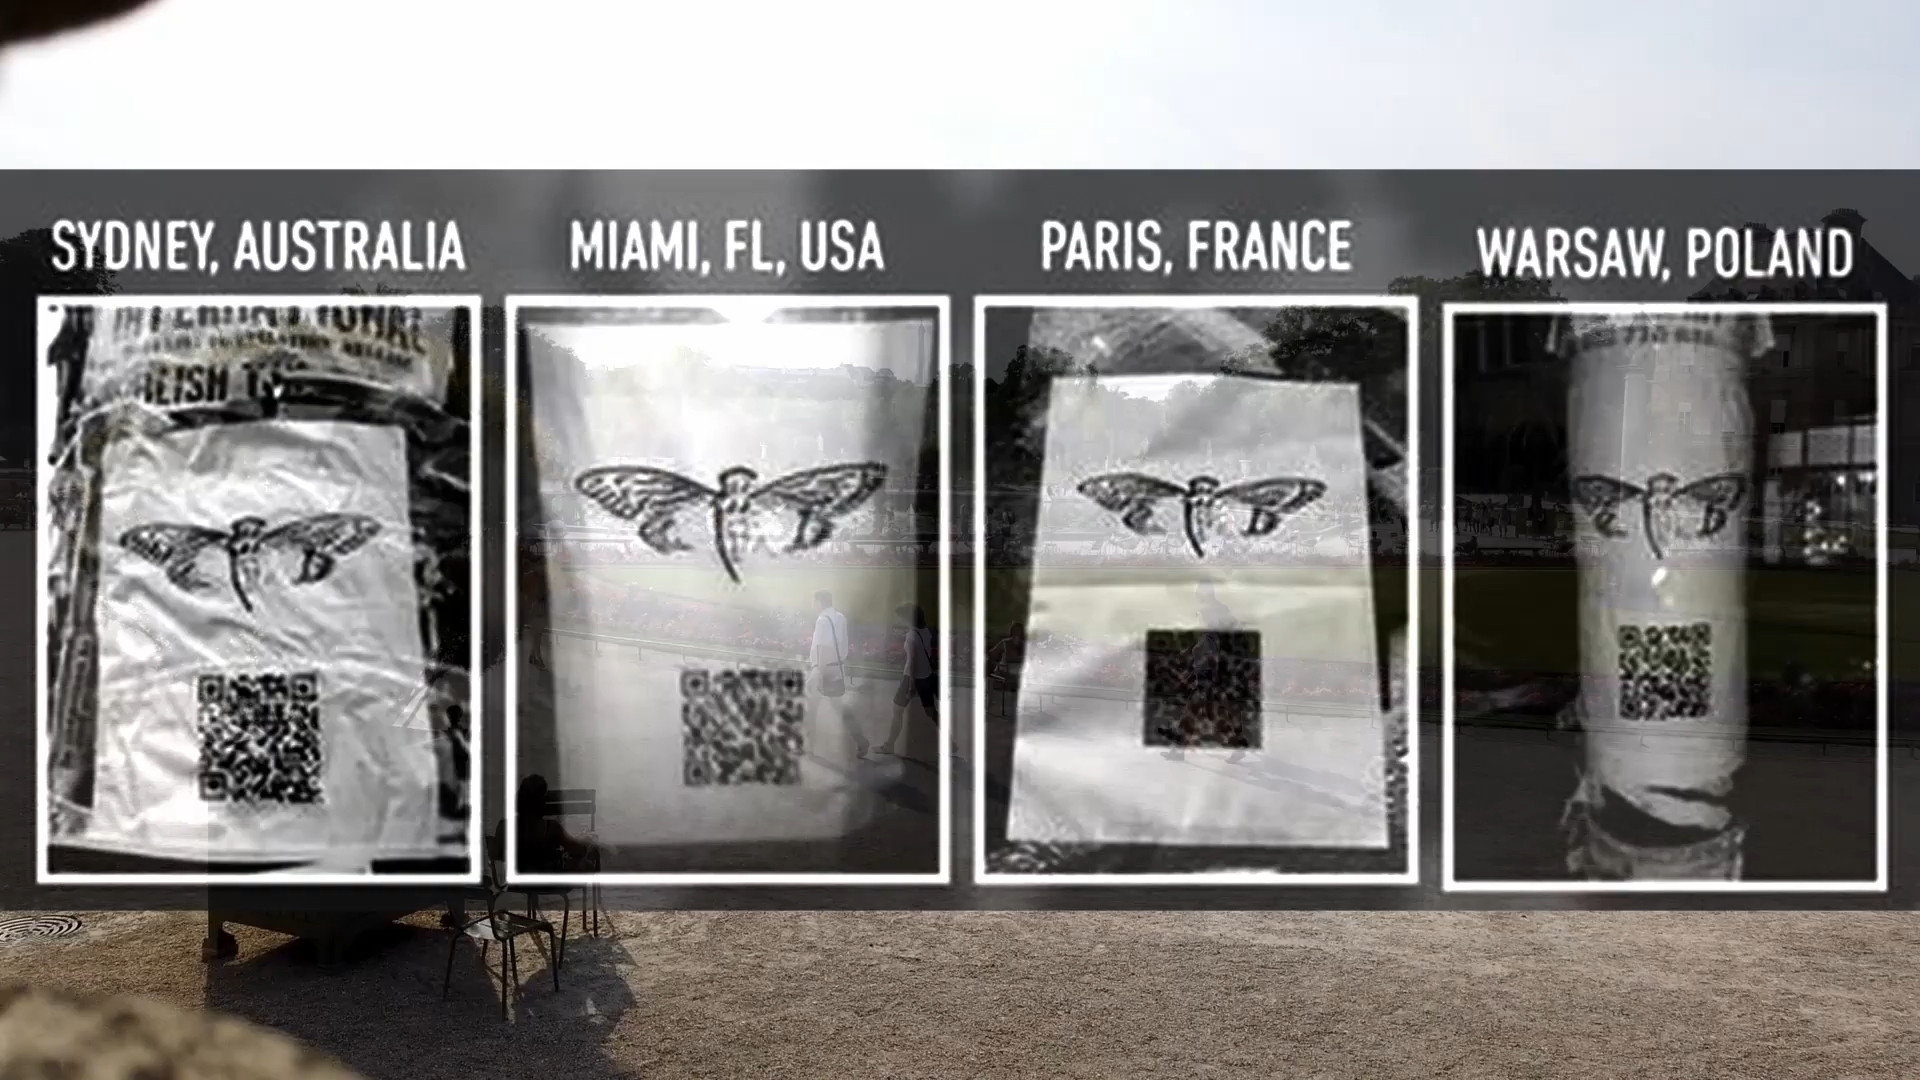 SYDNEY, AUSTRALIA
MIAMI, FL, USA
PARIS, FRANCE
WARSAW, POLAND